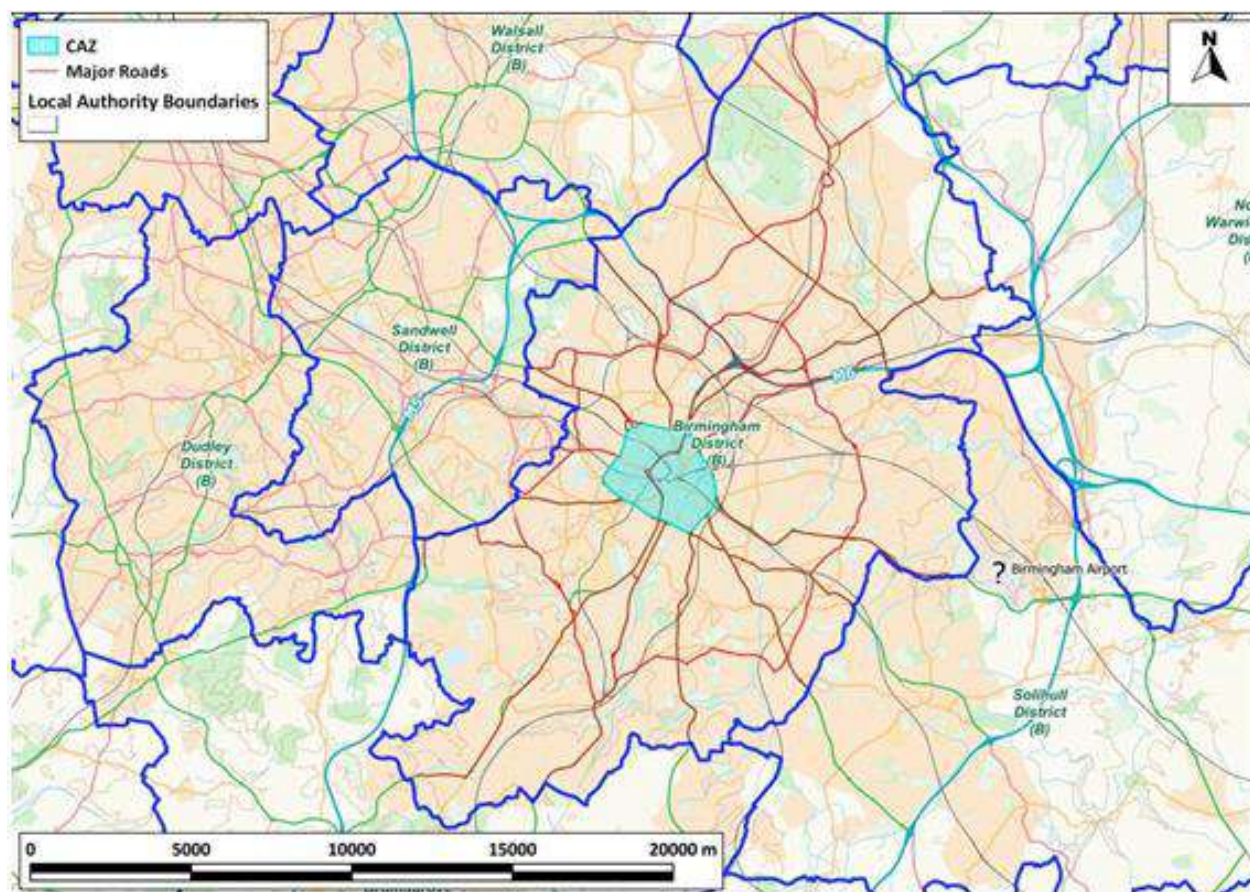 CAZ
Major Roads
Local Authority Boundaries
N
Walsall
District
(B)
Sandwell
District
(B)
M5
M6
Birmingham
District
(B)
Dudley
District
(B)
? Birmingham Airport
Solihull
District
(B)
0 5000 10000 15000 20000 m